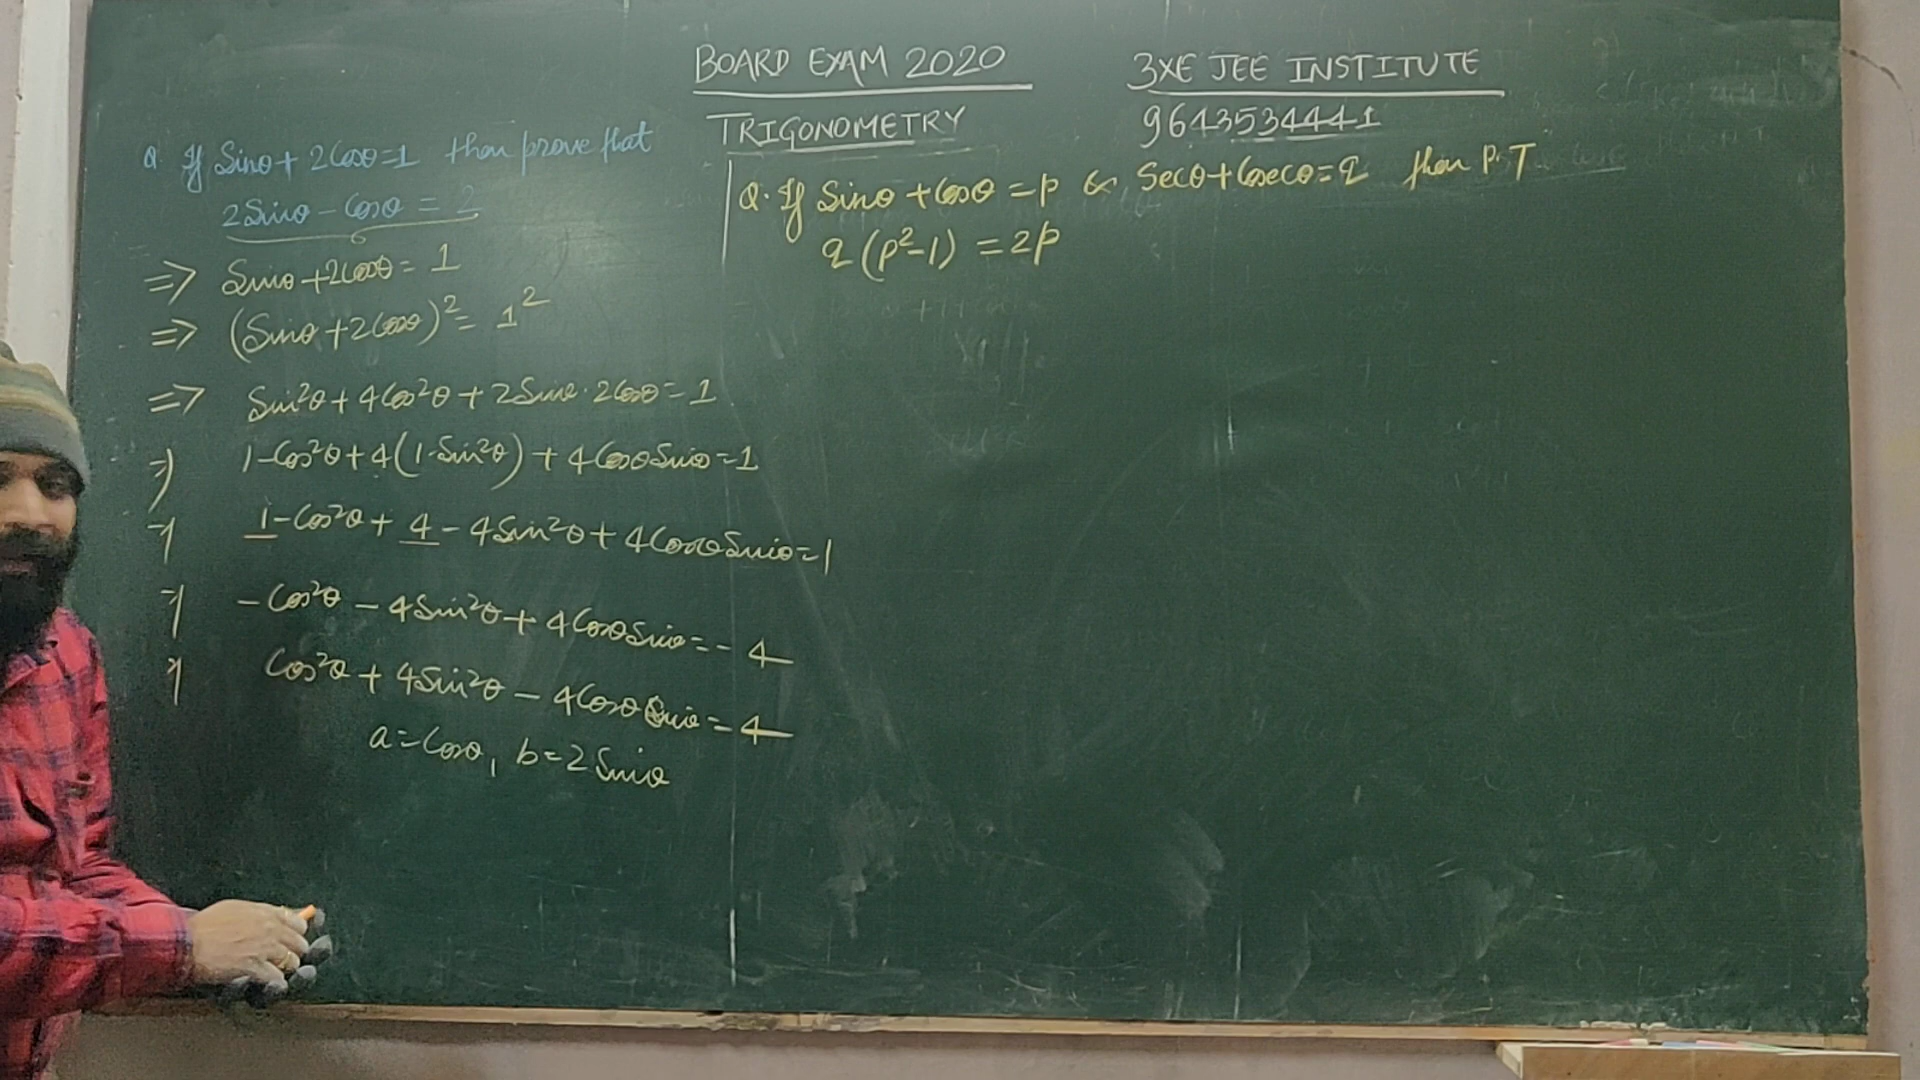 BOARD EXAM 2020
3XE JEE INSTITUTE
TRIGONOMETRY
9643534441
Q If Sinθ + 2Cosθ=1 then prove that
2Sinθ - Cosθ = 2
=> Sinθ+2Cosθ = 1
=> (Sinθ+2Cosθ)² = 1²
=> Sin²θ + 4Cos²θ + 2Sinθ·2Cosθ = 1
=) 1-Cos²θ + 4(1-Sin²θ) + 4CosθSinθ = 1
=) 1-Cos²θ + 4 - 4Sin²θ + 4CosθSinθ = 1
=) -Cos²θ - 4Sin²θ + 4CosθSinθ = -4
=) Cos²θ + 4Sin²θ - 4CosθSinθ = 4
a=Cosθ, b=2Sinθ
Q. If Sinθ + Cosθ = p & Secθ+Cosecθ=q then P.T
q(p²-1) = 2p